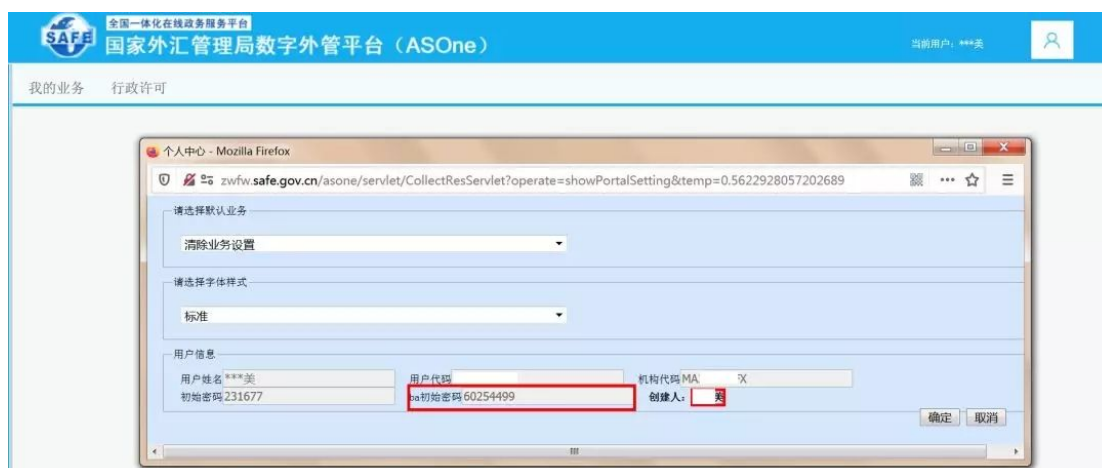 SAFE
全国一体化在线政务服务平台
国家外汇管理局数字外管平台（ASOne）
当前用户：***美
我的业务 行政许可
个人中心 - Mozilla Firefox
zwfw.safe.gov.cn/asone/servlet/CollectResServlet?operate=showPortalSetting&temp=0.5622928057202689
请选择默认业务
清除业务设置
请选择字体样式
标准
用户信息
用户姓名 ***美 用户代码 机构代码 MA X
初始密码 231677 ba初始密码 60254499 创建人： 美
确定 取消